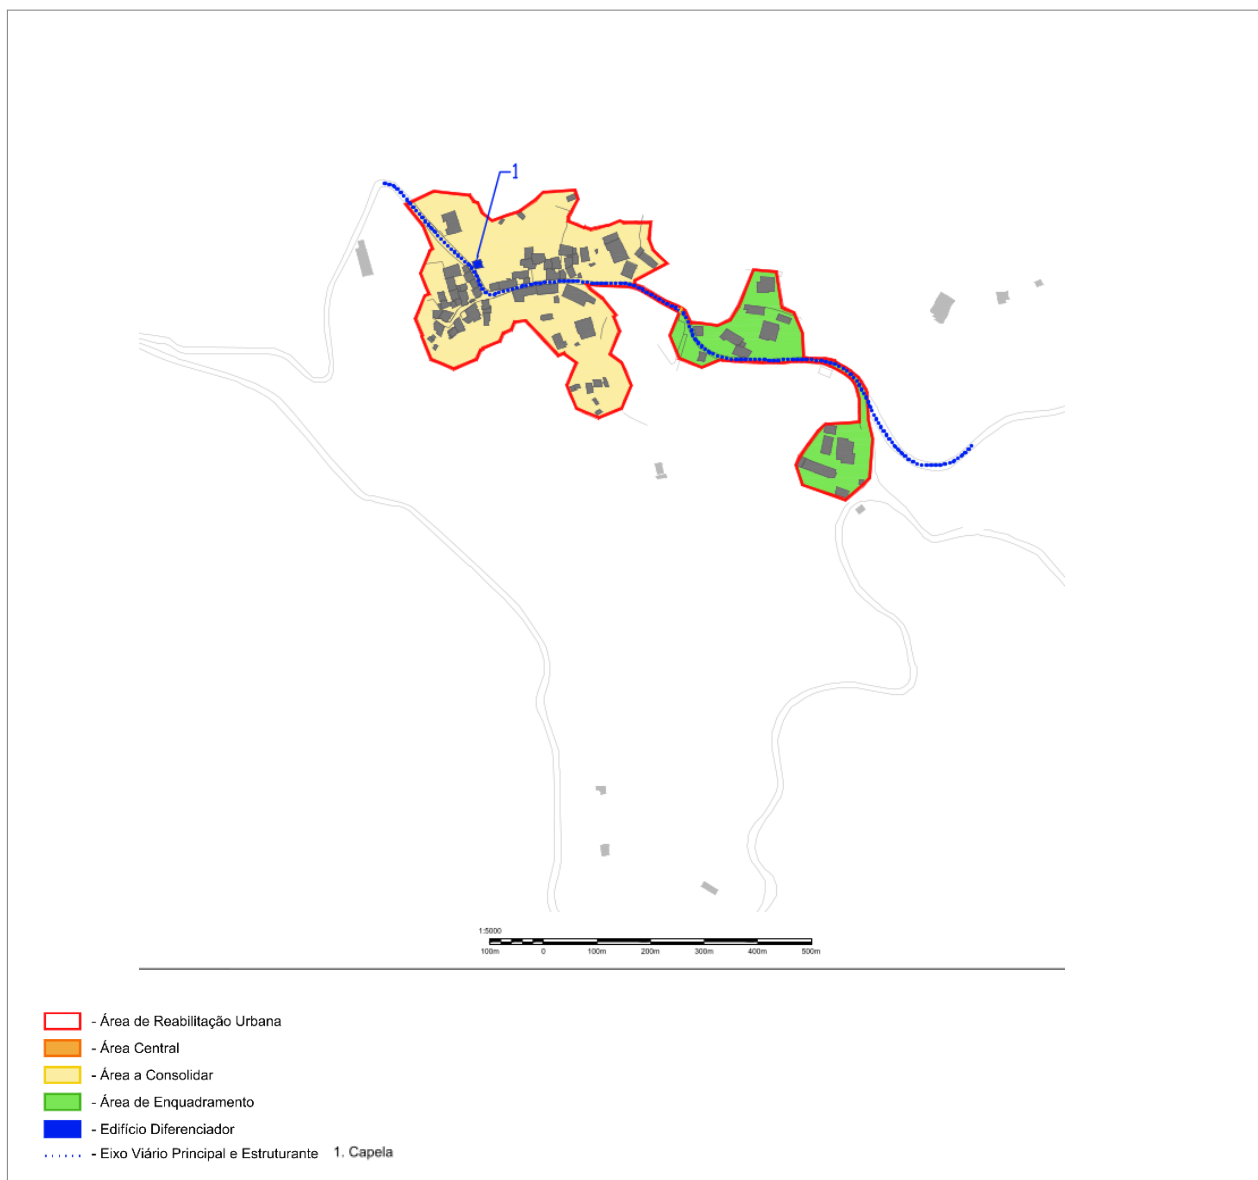 1
1:5800
100m 0 100m 200m 300m 400m 500m
- Área de Reabilitação Urbana
- Área Central
- Área a Consolidar
- Área de Enquadramento
- Edifício Diferenciador
- Eixo Viário Principal e Estruturante 1. Capela